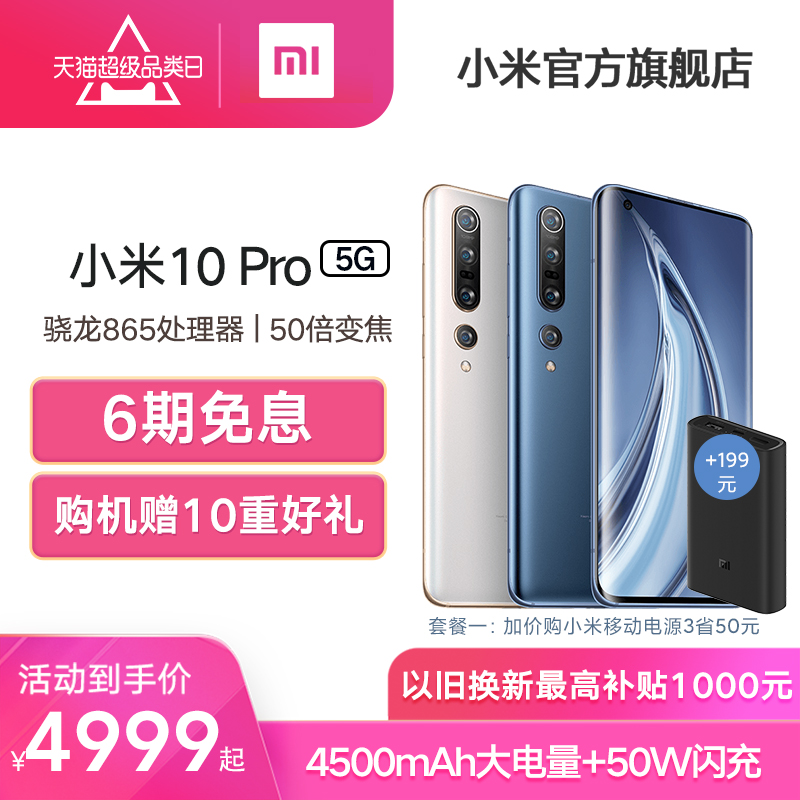 天猫超级品类日
小米官方旗舰店
小米10 Pro 5G
骁龙865处理器 | 50倍变焦
6期免息
购机赠10重好礼
+199
元
套餐一：加价购小米移动电源3省50元
活动到手价
¥4999起
以旧换新最高补贴1000元
4500mAh大电量+50W闪充